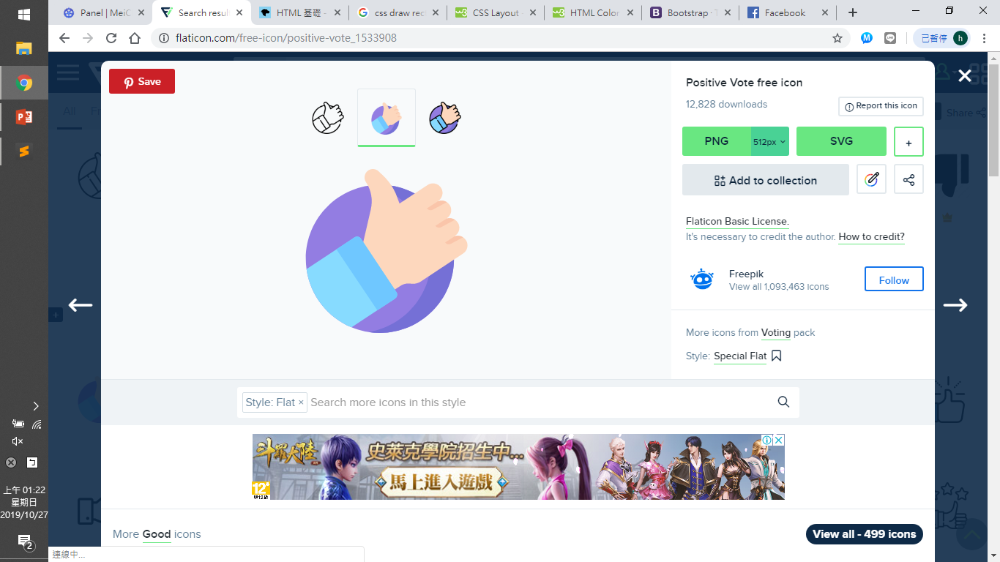 Panel | MeiC
Search result
HTML 基礎 -
css draw rect
CSS Layout -
HTML Color
Bootstrap - T
Facebook
flaticon.com/free-icon/positive-vote_1533908
已暫停
h
Save
Positive Vote free icon
12,828 downloads
Report this icon
PNG
512px
SVG
+
Add to collection
Flaticon Basic License.
It's necessary to credit the author. How to credit?
Freepik
View all 1,093,463 icons
Follow
More icons from Voting pack
Style: Special Flat
All
Share
Style: Flat ×
Search more icons in this style
斗羅大陸
史萊克學院招生中...
馬上進入遊戲
12+
More Good icons
View all - 499 icons
上午 01:22
星期日
2019/10/27
2
連線中...